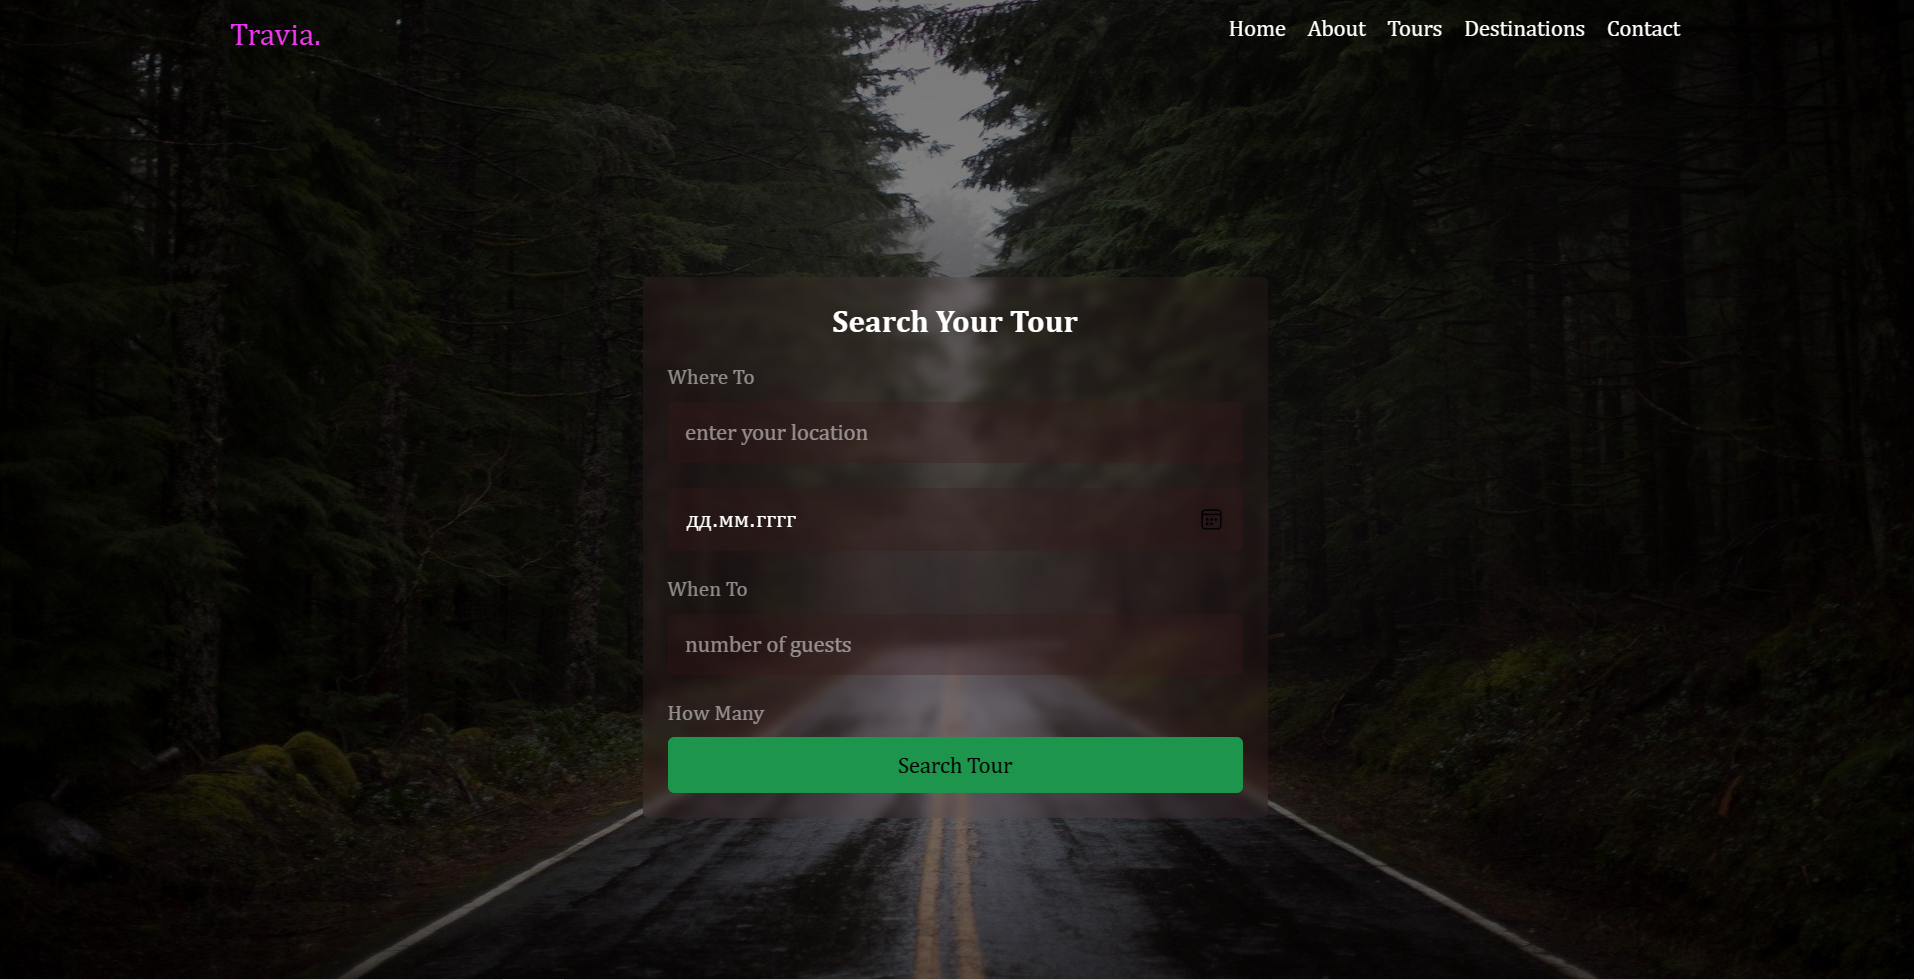 Travia.
Home About Tours Destinations Contact
Search Your Tour
Where To
enter your location
дд.мм.гггг
When To
number of guests
How Many
Search Tour